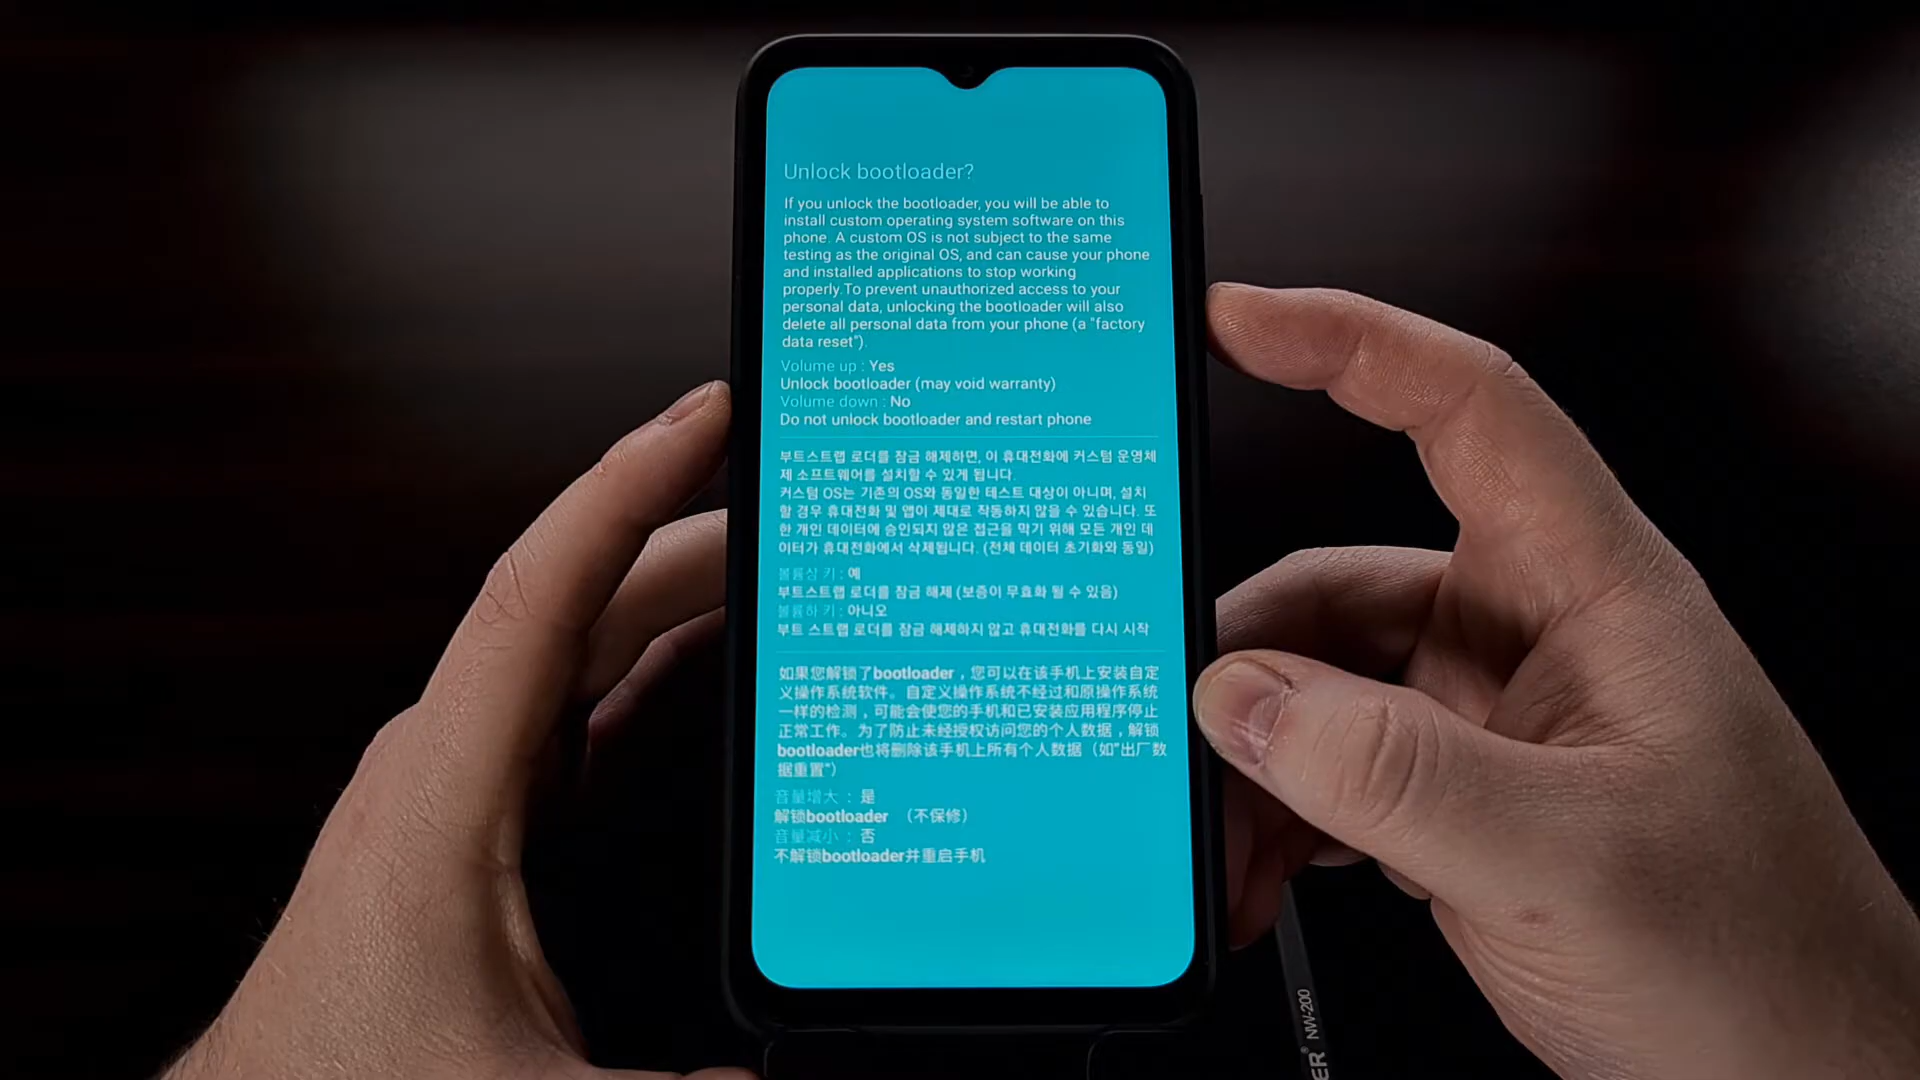 Unlock bootloader?
If you unlock the bootloader, you will be able to
install custom operating system software on this
phone. A custom OS is not subject to the same
testing as the original OS, and can cause your phone
and installed applications to stop working
properly.To prevent unauthorized access to your
personal data, unlocking the bootloader will also
delete all personal data from your phone (a "factory
data reset").
Volume up : Yes
Unlock bootloader (may void warranty)
Volume down : No
Do not unlock bootloader and restart phone
부트스트랩 로더를 잠금 해제하면, 이 휴대전화에 커스텀 운영체
제 소프트웨어를 설치할 수 있게 됩니다.
커스텀 OS는 기존의 OS와 동일한 테스트 대상이 아니며, 설치
할 경우 휴대전화 및 앱이 제대로 작동하지 않을 수 있습니다. 또
한 개인 데이터에 승인되지 않은 접근을 막기 위해 모든 개인 데
이터가 휴대전화에서 삭제됩니다. (전체 데이터 초기화와 동일)
볼륨상 키 : 예
부트스트랩 로더를 잠금 해제 (보증이 무효화 될 수 있음)
볼륨하 키 : 아니오
부트 스트랩 로더를 잠금 해제하지 않고 휴대전화를 다시 시작
如果您解锁了bootloader，您可以在该手机上安装自定
义操作系统软件。自定义操作系统不经过和原操作系统
一样的检测，可能会使您的手机和已安装应用程序停止
正常工作。为了防止未经授权访问您的个人数据，解锁
bootloader也将删除该手机上所有个人数据（如"出厂数
据重置"）
音量增大 ： 是
解锁bootloader （不保修）
音量减小 ： 否
不解锁bootloader并重启手机
ER® NW-200